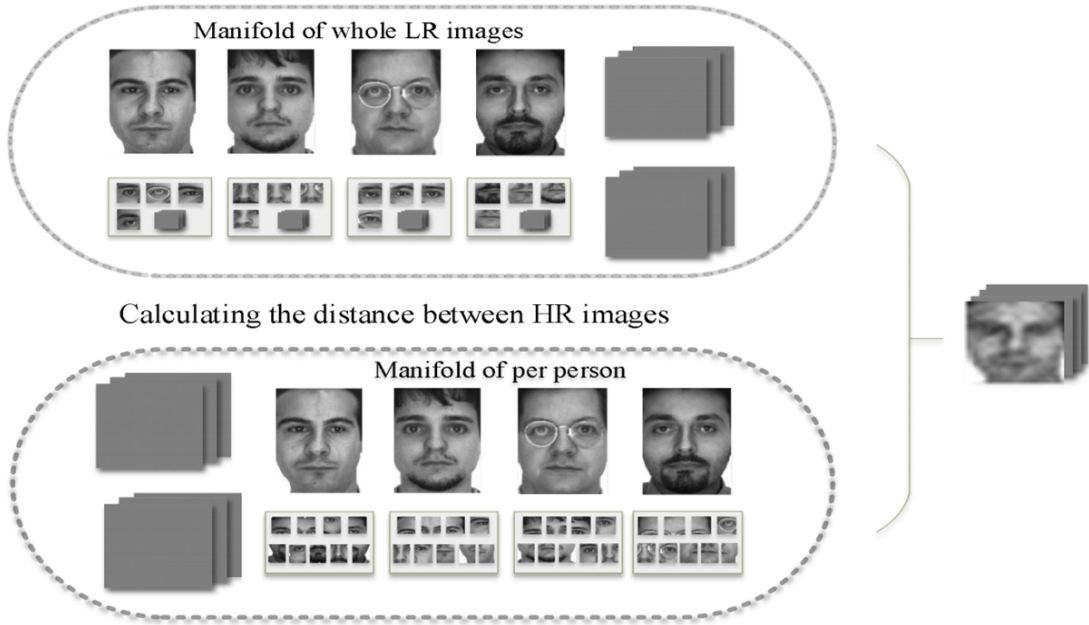 Manifold of whole LR images
Calculating the distance between HR images
Manifold of per person